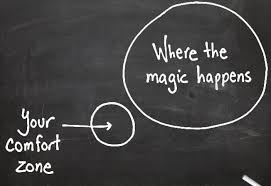 Where the
magic happens
Your
comfort
zone